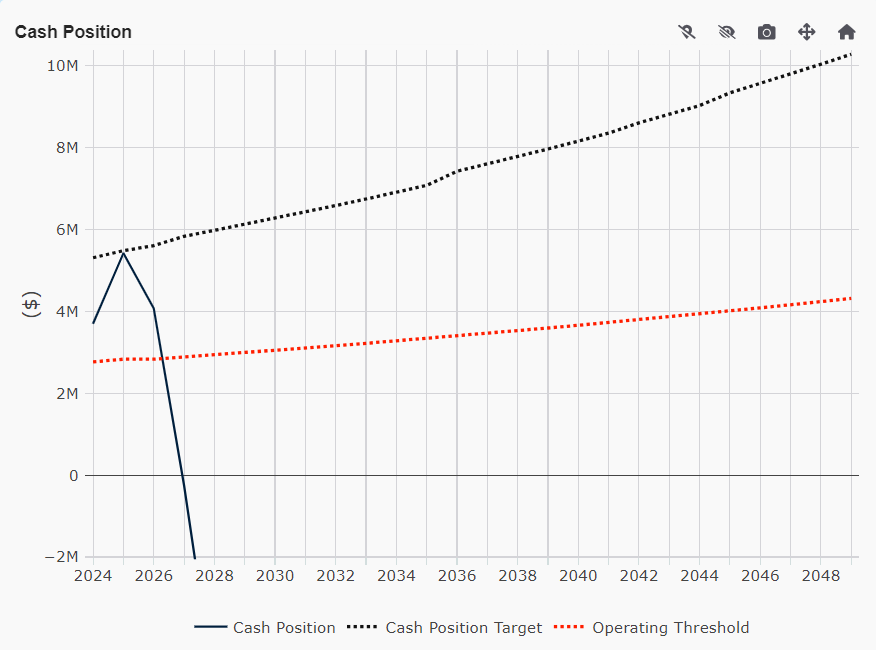 Cash Position
10M
8M
6M
4M
2M
0
−2M
($)
2024 2026 2028 2030 2032 2034 2036 2038 2040 2042 2044 2046 2048
Cash Position Cash Position Target Operating Threshold